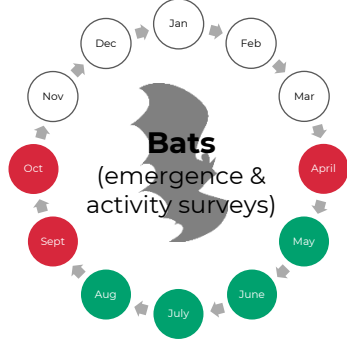 Jan
Feb
Mar
April
May
June
July
Aug
Sept
Oct
Nov
Dec
Bats
(emergence &
activity surveys)